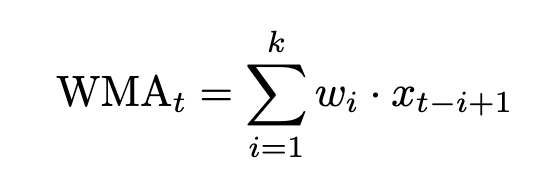 WMA_t = \sum_{i=1}^{k} w_i \cdot x_{t-i+1}